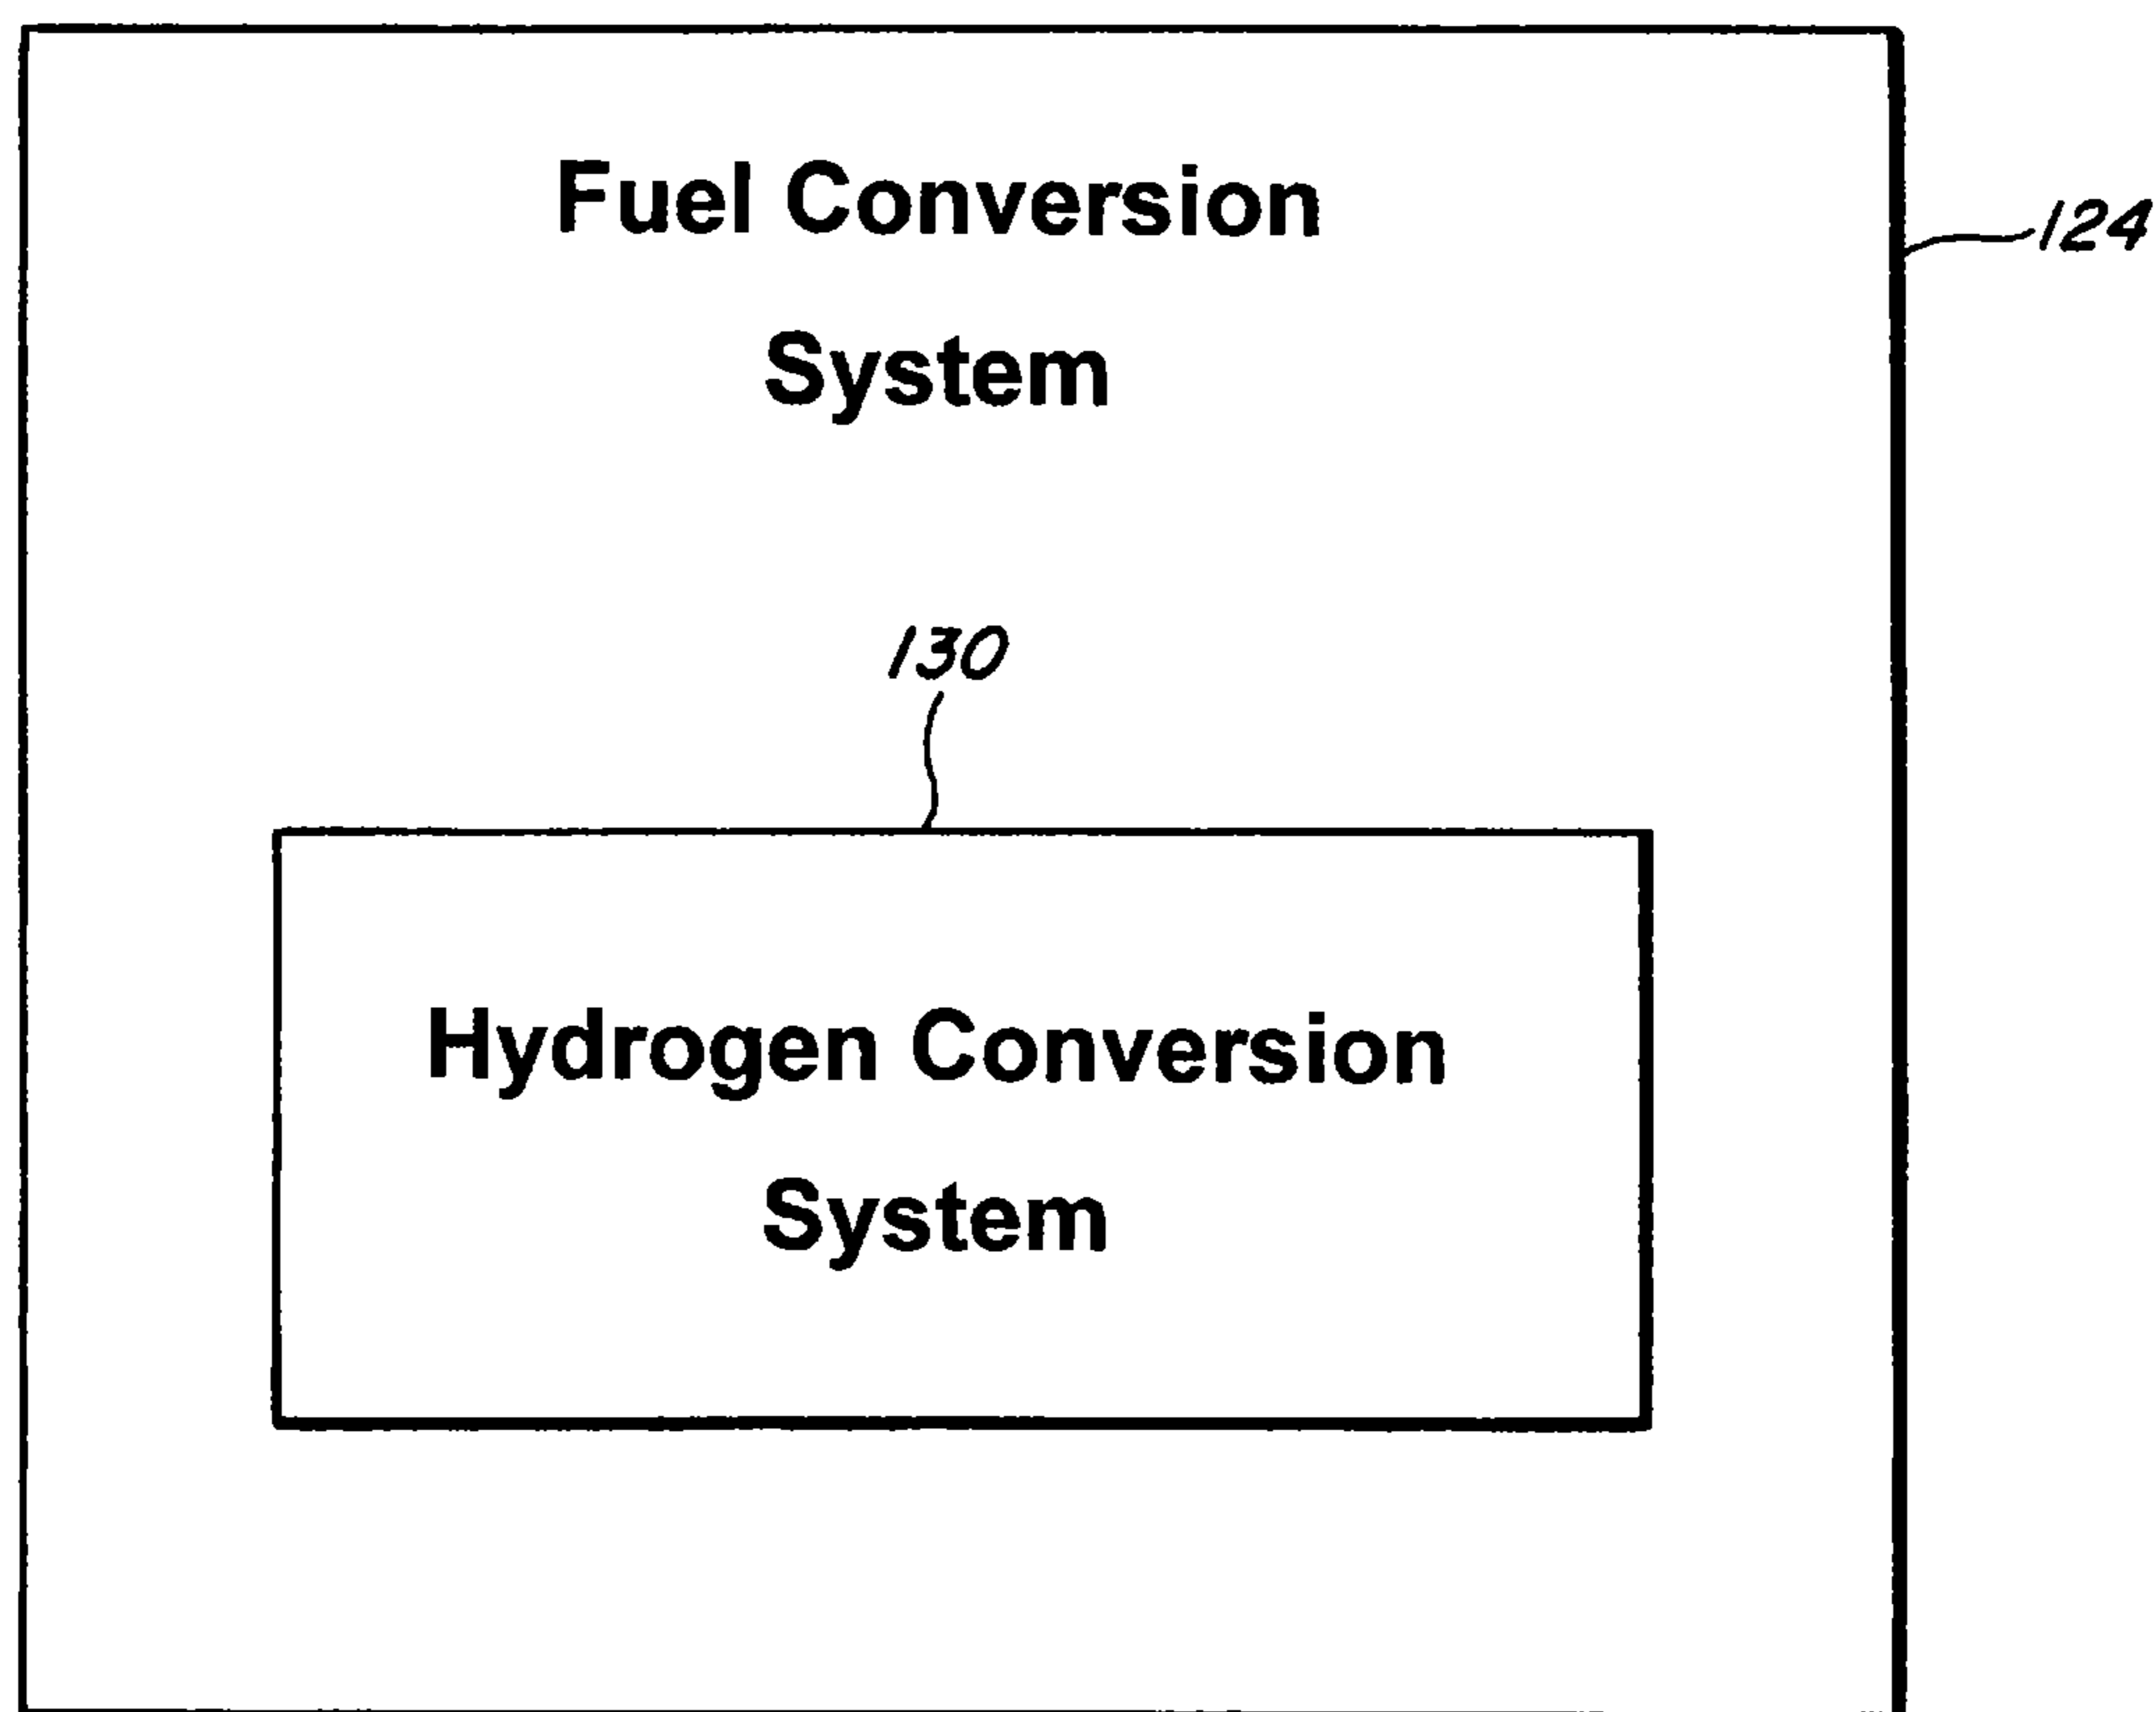 Fuel Conversion
124
System
130
Hydrogen Conversion
System